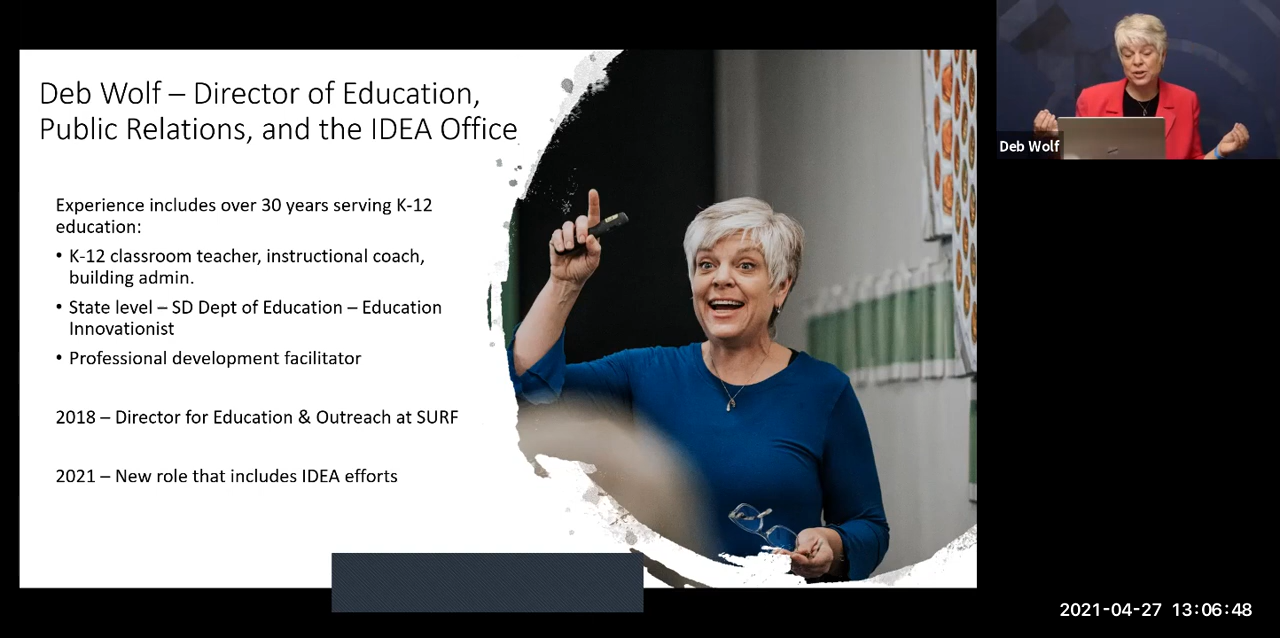 Deb Wolf – Director of Education,
Public Relations, and the IDEA Office
Experience includes over 30 years serving K-12
education:
• K-12 classroom teacher, instructional coach,
building admin.
• State level – SD Dept of Education – Education
Innovationist
• Professional development facilitator
2018 – Director for Education & Outreach at SURF
2021 – New role that includes IDEA efforts
Deb Wolf
2021-04-27 13:06:48